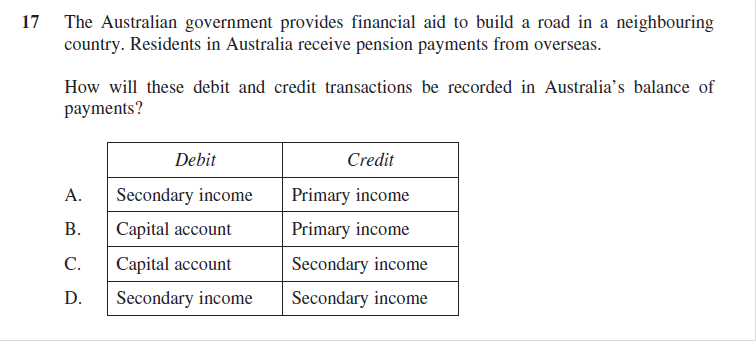 17 The Australian government provides financial aid to build a road in a neighbouring
country. Residents in Australia receive pension payments from overseas.
How will these debit and credit transactions be recorded in Australia's balance of
payments?
Debit Credit
A. Secondary income Primary income
B. Capital account Primary income
C. Capital account Secondary income
D. Secondary income Secondary income